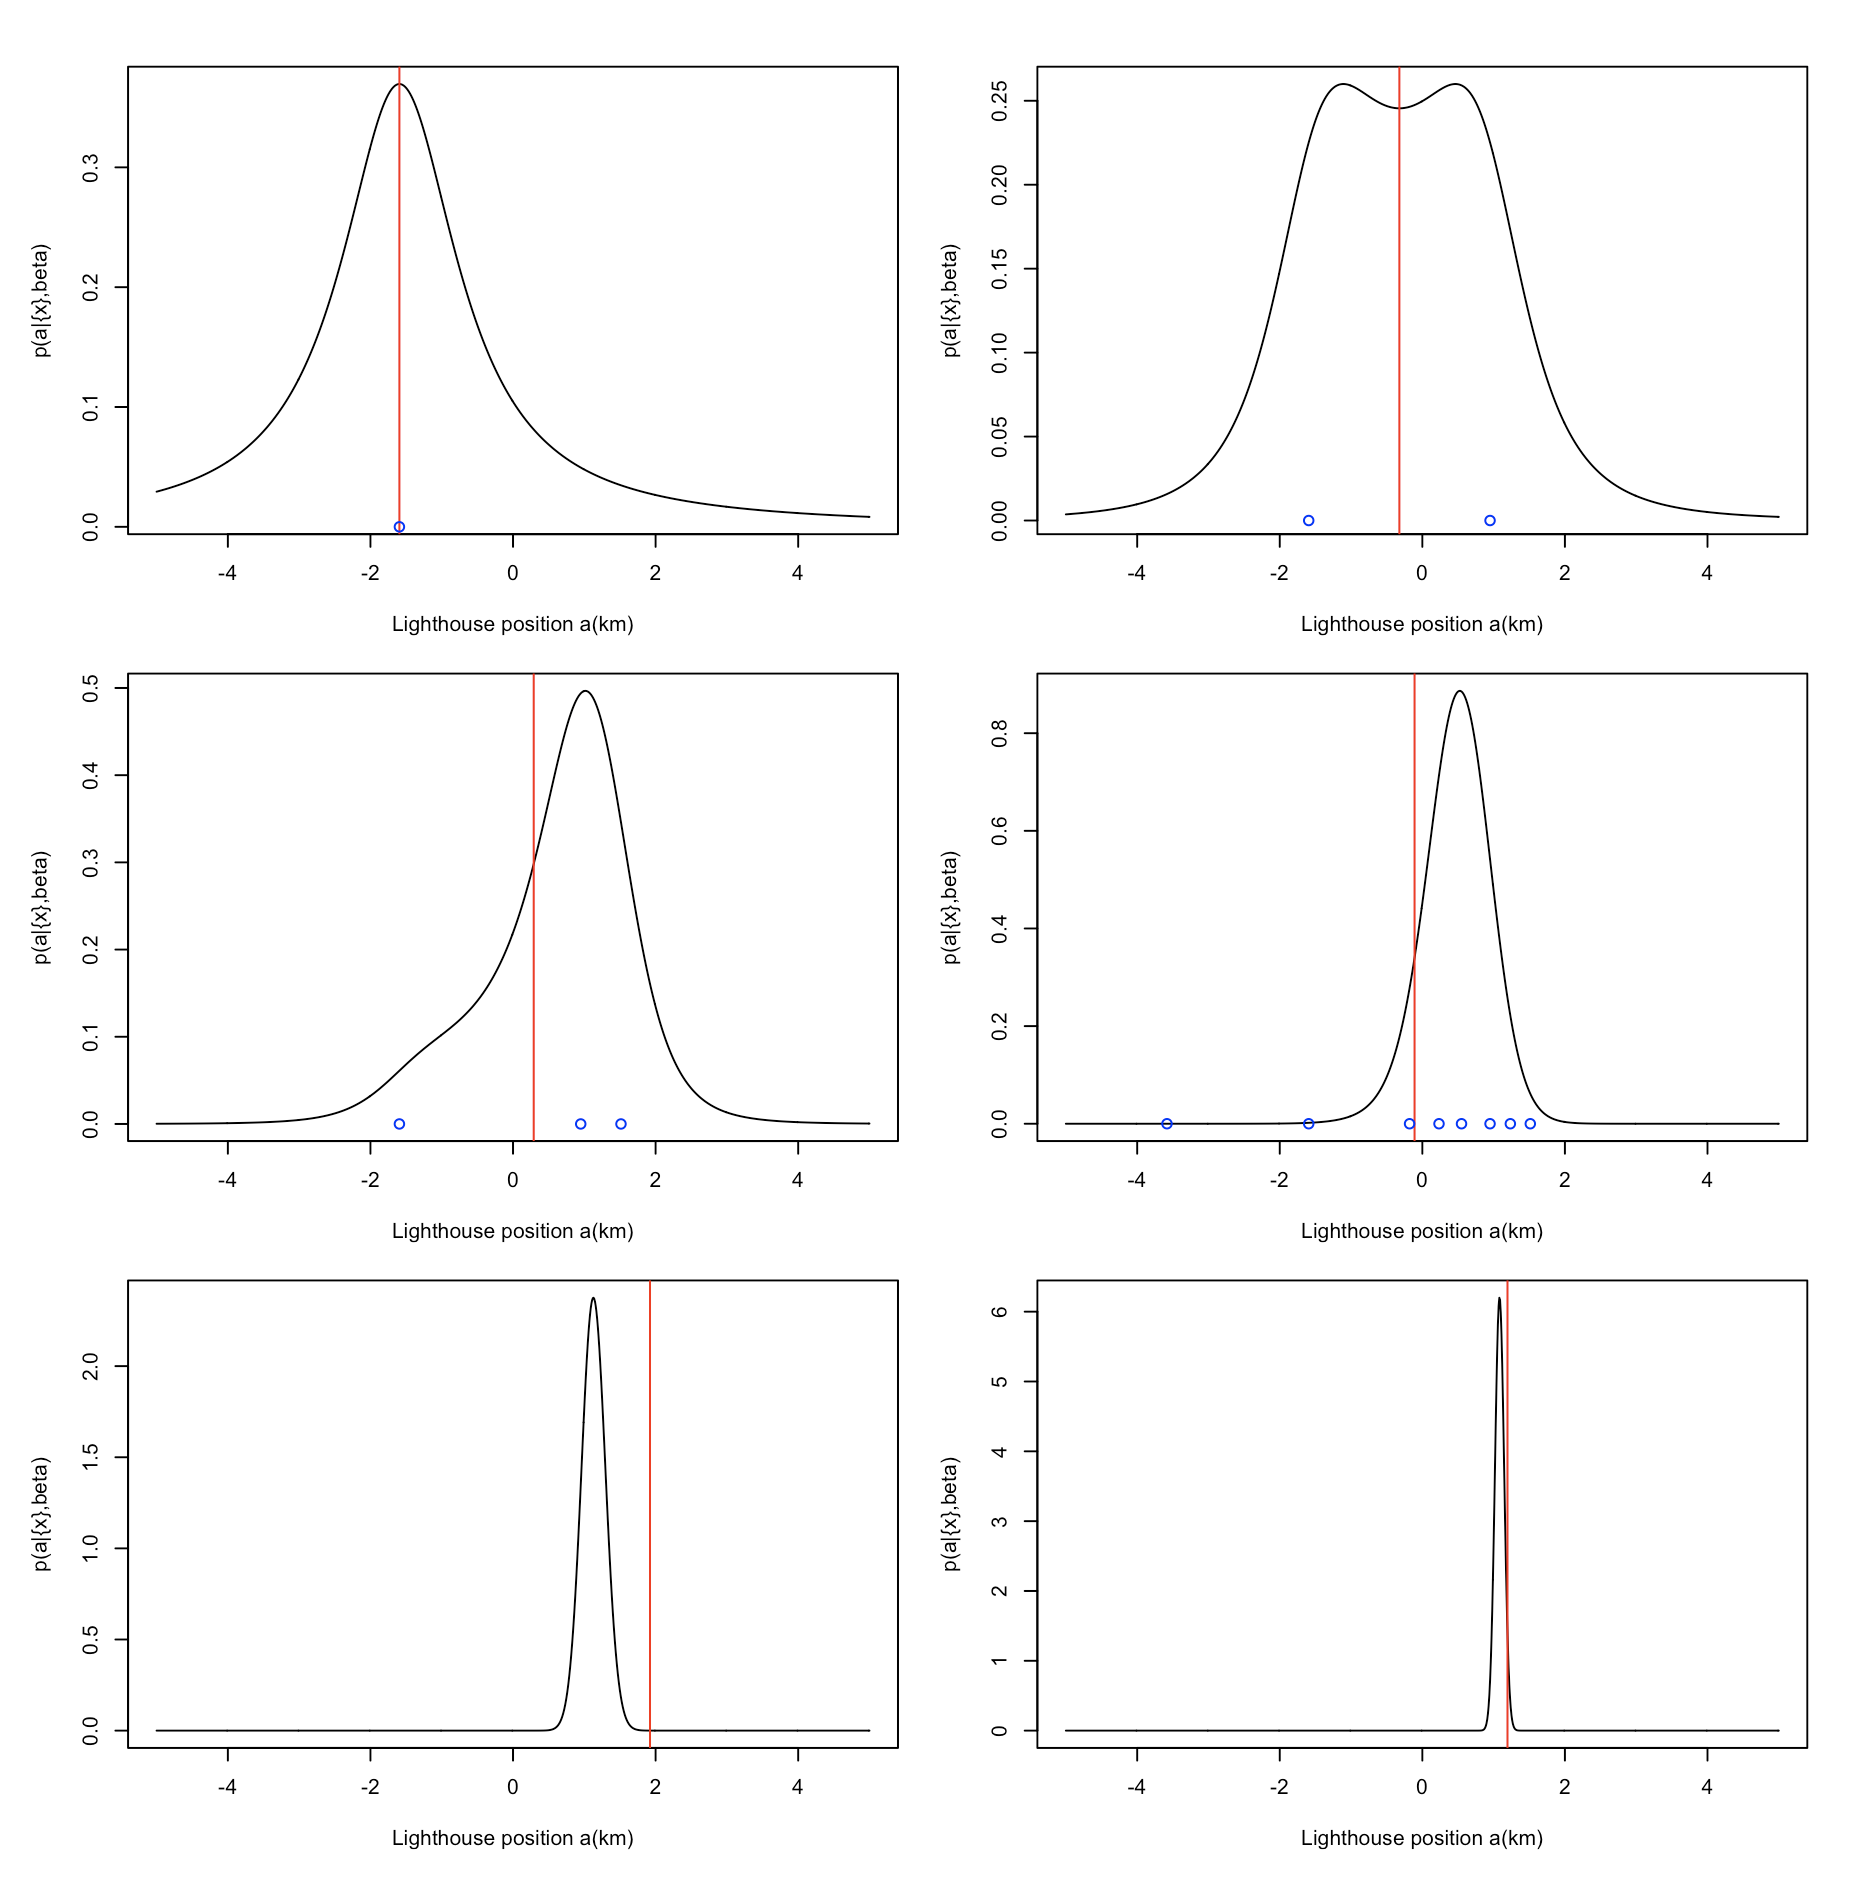 p(a|{x},beta)
0.0 0.1 0.2 0.3
-4 -2 0 2 4
Lighthouse position a(km)
p(a|{x},beta)
0.00 0.05 0.10 0.15 0.20 0.25
-4 -2 0 2 4
Lighthouse position a(km)
p(a|{x},beta)
0.0 0.1 0.2 0.3 0.4 0.5
-4 -2 0 2 4
Lighthouse position a(km)
p(a|{x},beta)
0.0 0.2 0.4 0.6 0.8
-4 -2 0 2 4
Lighthouse position a(km)
p(a|{x},beta)
0.0 0.5 1.0 1.5 2.0
-4 -2 0 2 4
Lighthouse position a(km)
p(a|{x},beta)
0 1 2 3 4 5 6
-4 -2 0 2 4
Lighthouse position a(km)